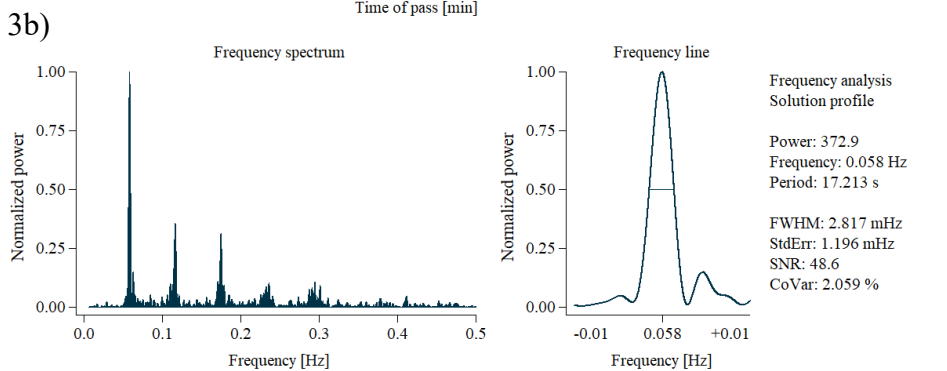 Time of pass [min]
3b)
Frequency spectrum
Normalized power
1.00
0.75
0.50
0.25
0.00
0.0 0.1 0.2 0.3 0.4 0.5
Frequency [Hz]
Frequency line
Normalized power
1.00
0.75
0.50
0.25
0.00
-0.01 0.058 +0.01
Frequency [Hz]
Frequency analysis
Solution profile
Power: 372.9
Frequency: 0.058 Hz
Period: 17.213 s
FWHM: 2.817 mHz
StdErr: 1.196 mHz
SNR: 48.6
CoVar: 2.059 %